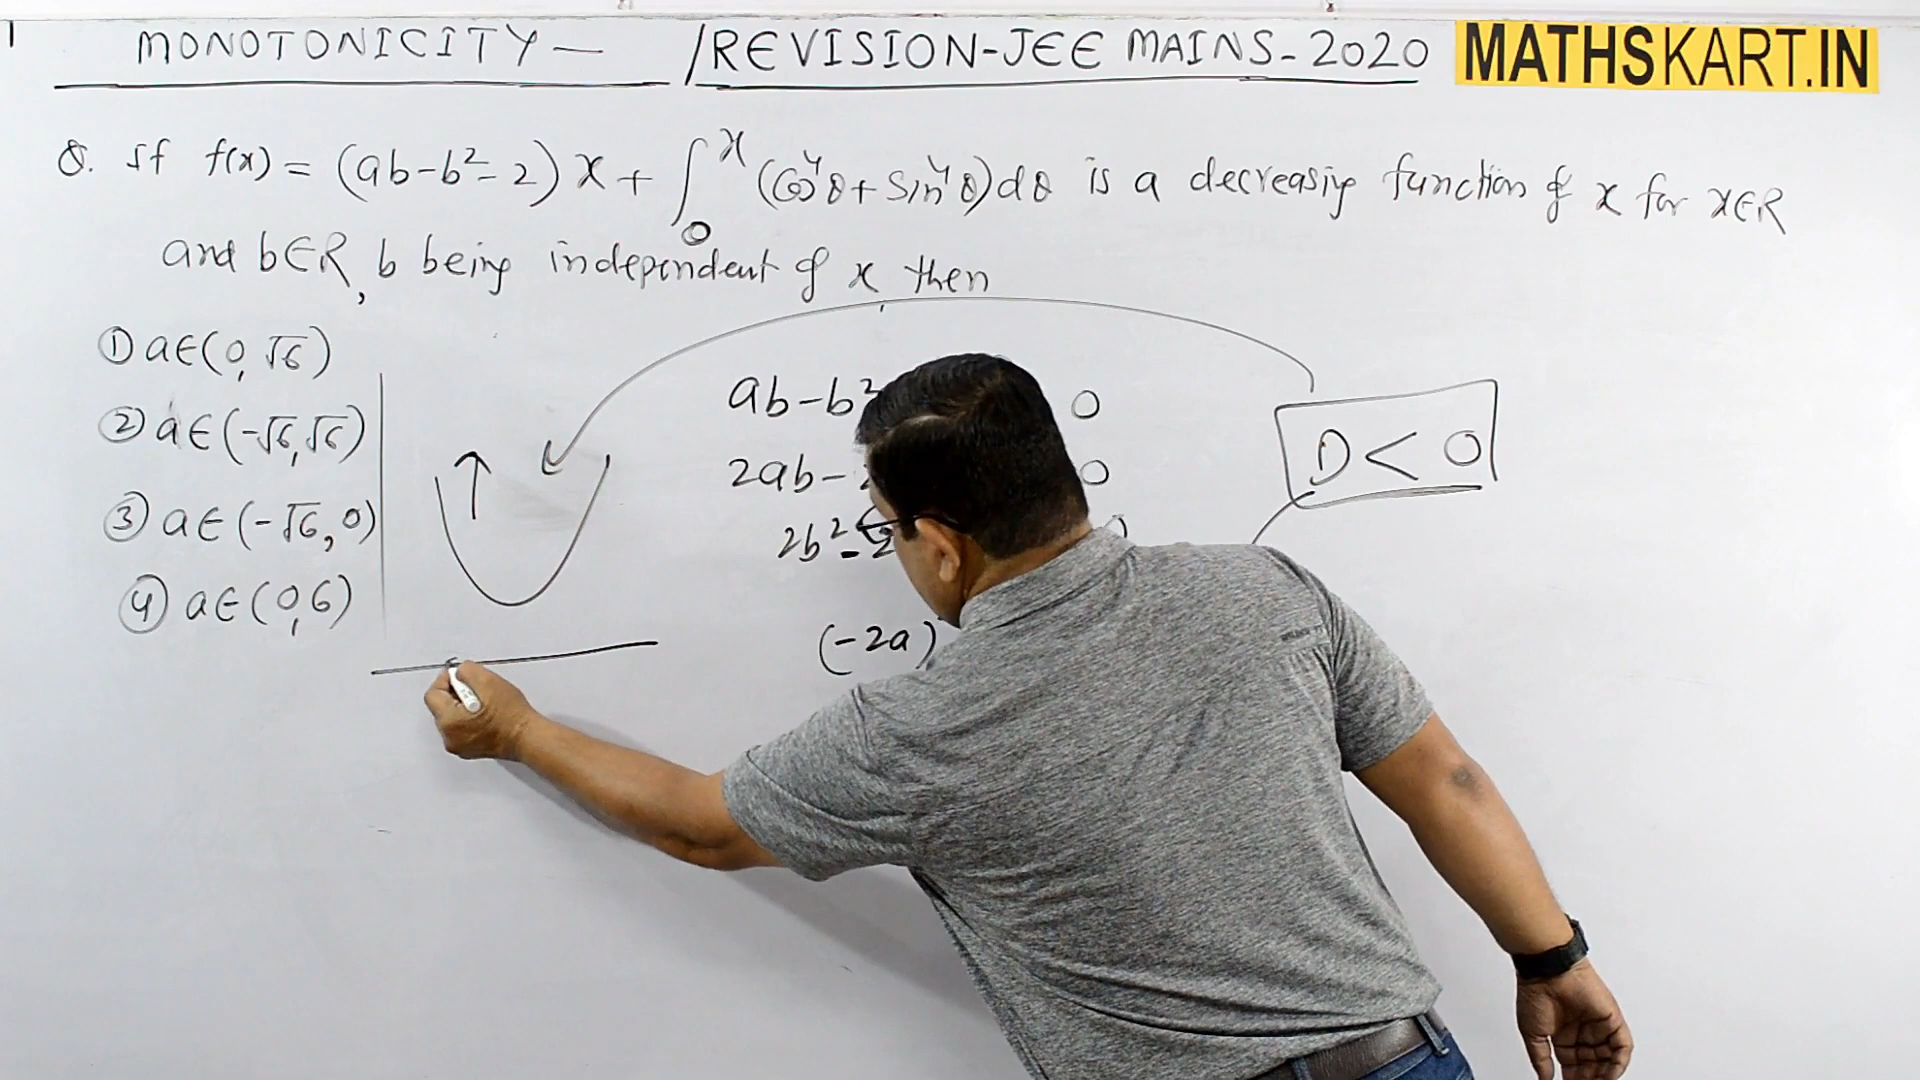 MONOTONICITY — /REVISION-JEE MAINS-2020 MATHSKART.IN
Q. If f(x) = (ab-b²-2) x + ∫₀ˣ (cos⁴θ + sin⁴θ)dθ is a decreasing function of x for x∈R
and b∈R, b being independent of x then
① a∈(0,√6)
② a∈(-√6,√6)
③ a∈(-√6,0)
④ a∈(0,6)
ab-b² 0
2ab- 0
2b²-2
(-2a)
D < 0